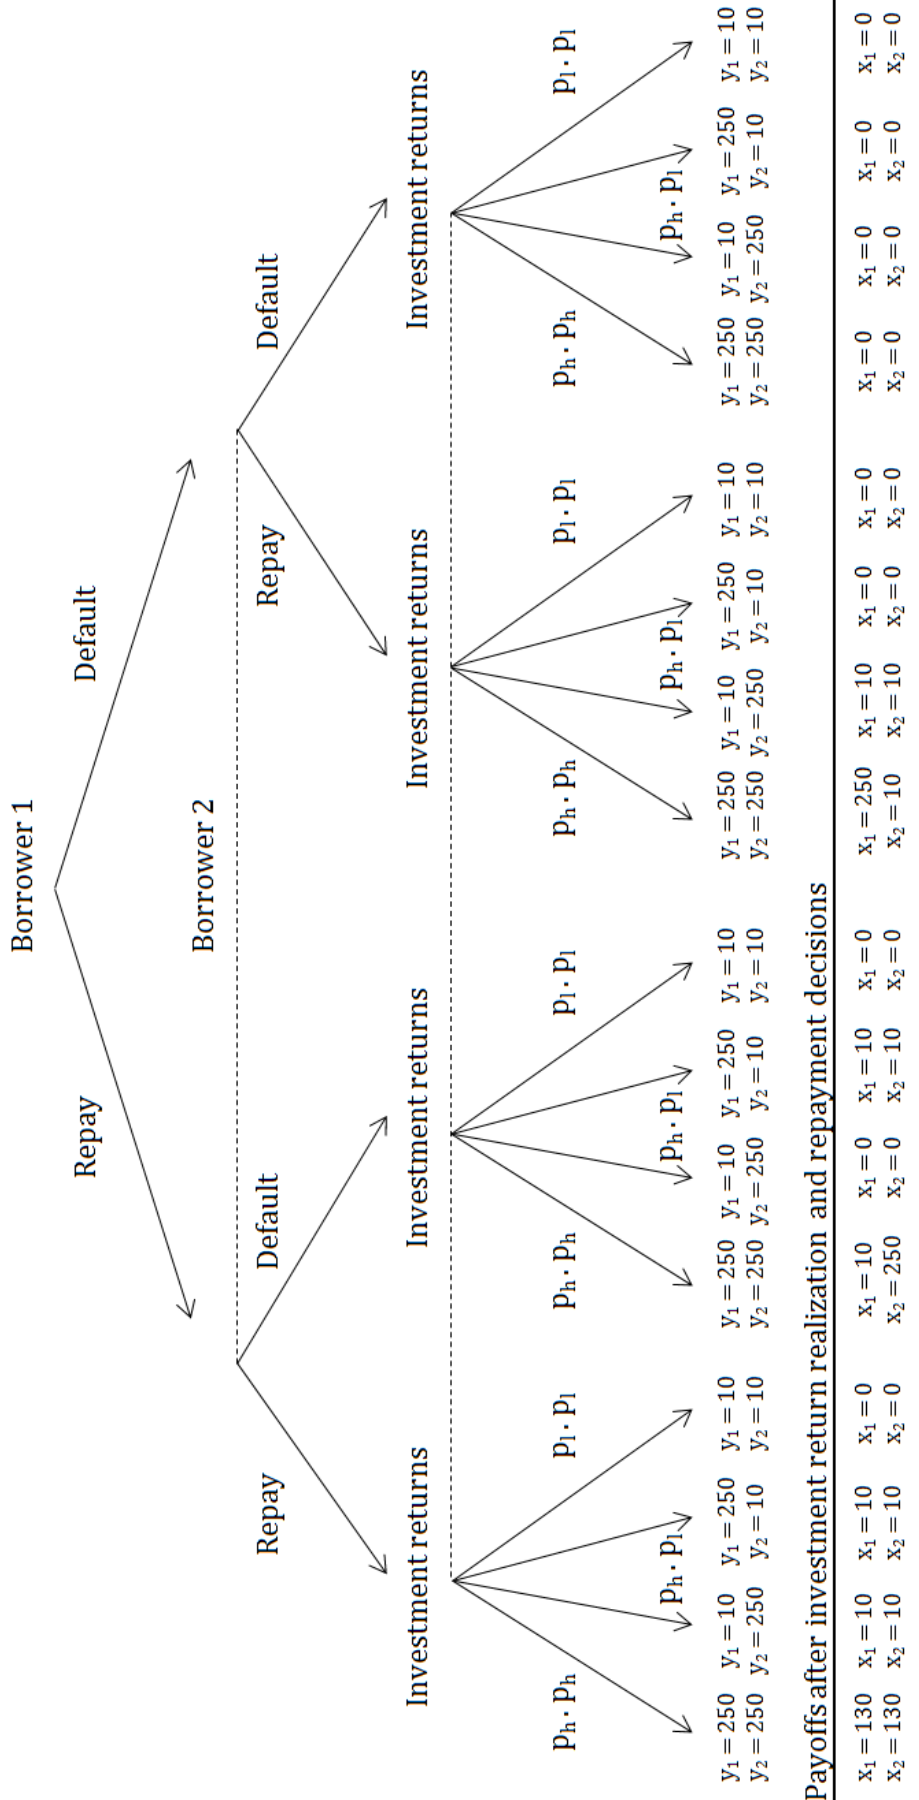 Borrower 1
Repay Default
Borrower 2
Repay Default Repay Default
Investment returns Investment returns Investment returns Investment returns
pₕ · pₕ pₗ · pₗ pₕ · pₕ pₗ · pₗ pₕ · pₕ pₗ · pₗ pₕ · pₕ pₗ · pₗ
pₕ · pₗ pₕ · pₗ pₕ · pₗ pₕ · pₗ
y₁ = 250 y₁ = 10 y₁ = 250 y₁ = 10 y₁ = 250 y₁ = 10 y₁ = 250 y₁ = 10 y₁ = 250 y₁ = 10 y₁ = 250 y₁ = 10 y₁ = 250 y₁ = 10 y₁ = 250 y₁ = 10
y₂ = 250 y₂ = 250 y₂ = 10 y₂ = 10 y₂ = 250 y₂ = 250 y₂ = 10 y₂ = 10 y₂ = 250 y₂ = 250 y₂ = 10 y₂ = 10 y₂ = 250 y₂ = 250 y₂ = 10 y₂ = 10
Payoffs after investment return realization and repayment decisions
x₁ = 130 x₁ = 10 x₁ = 10 x₁ = 0 x₁ = 10 x₁ = 0 x₁ = 10 x₁ = 0 x₁ = 250 x₁ = 10 x₁ = 0 x₁ = 0 x₁ = 0 x₁ = 0 x₁ = 0 x₁ = 0
x₂ = 130 x₂ = 10 x₂ = 10 x₂ = 0 x₂ = 250 x₂ = 0 x₂ = 10 x₂ = 0 x₂ = 10 x₂ = 10 x₂ = 0 x₂ = 0 x₂ = 0 x₂ = 0 x₂ = 0 x₂ = 0